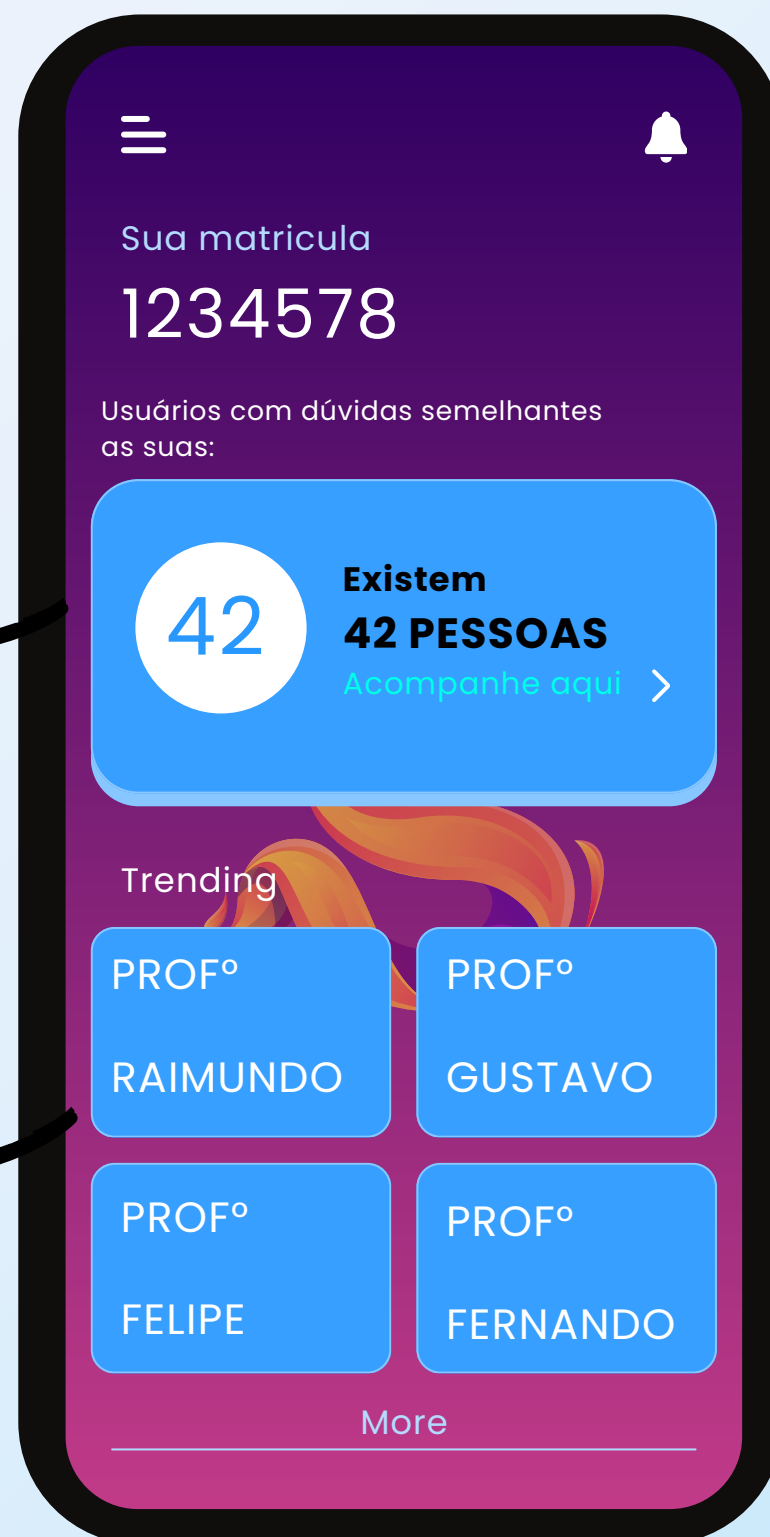 Sua matricula
1234578
Usuários com dúvidas semelhantes
as suas:
42
Existem
42 PESSOAS
Acompanhe aqui
Trending
PROFº
RAIMUNDO
PROFº
GUSTAVO
PROFº
FELIPE
PROFº
FERNANDO
More